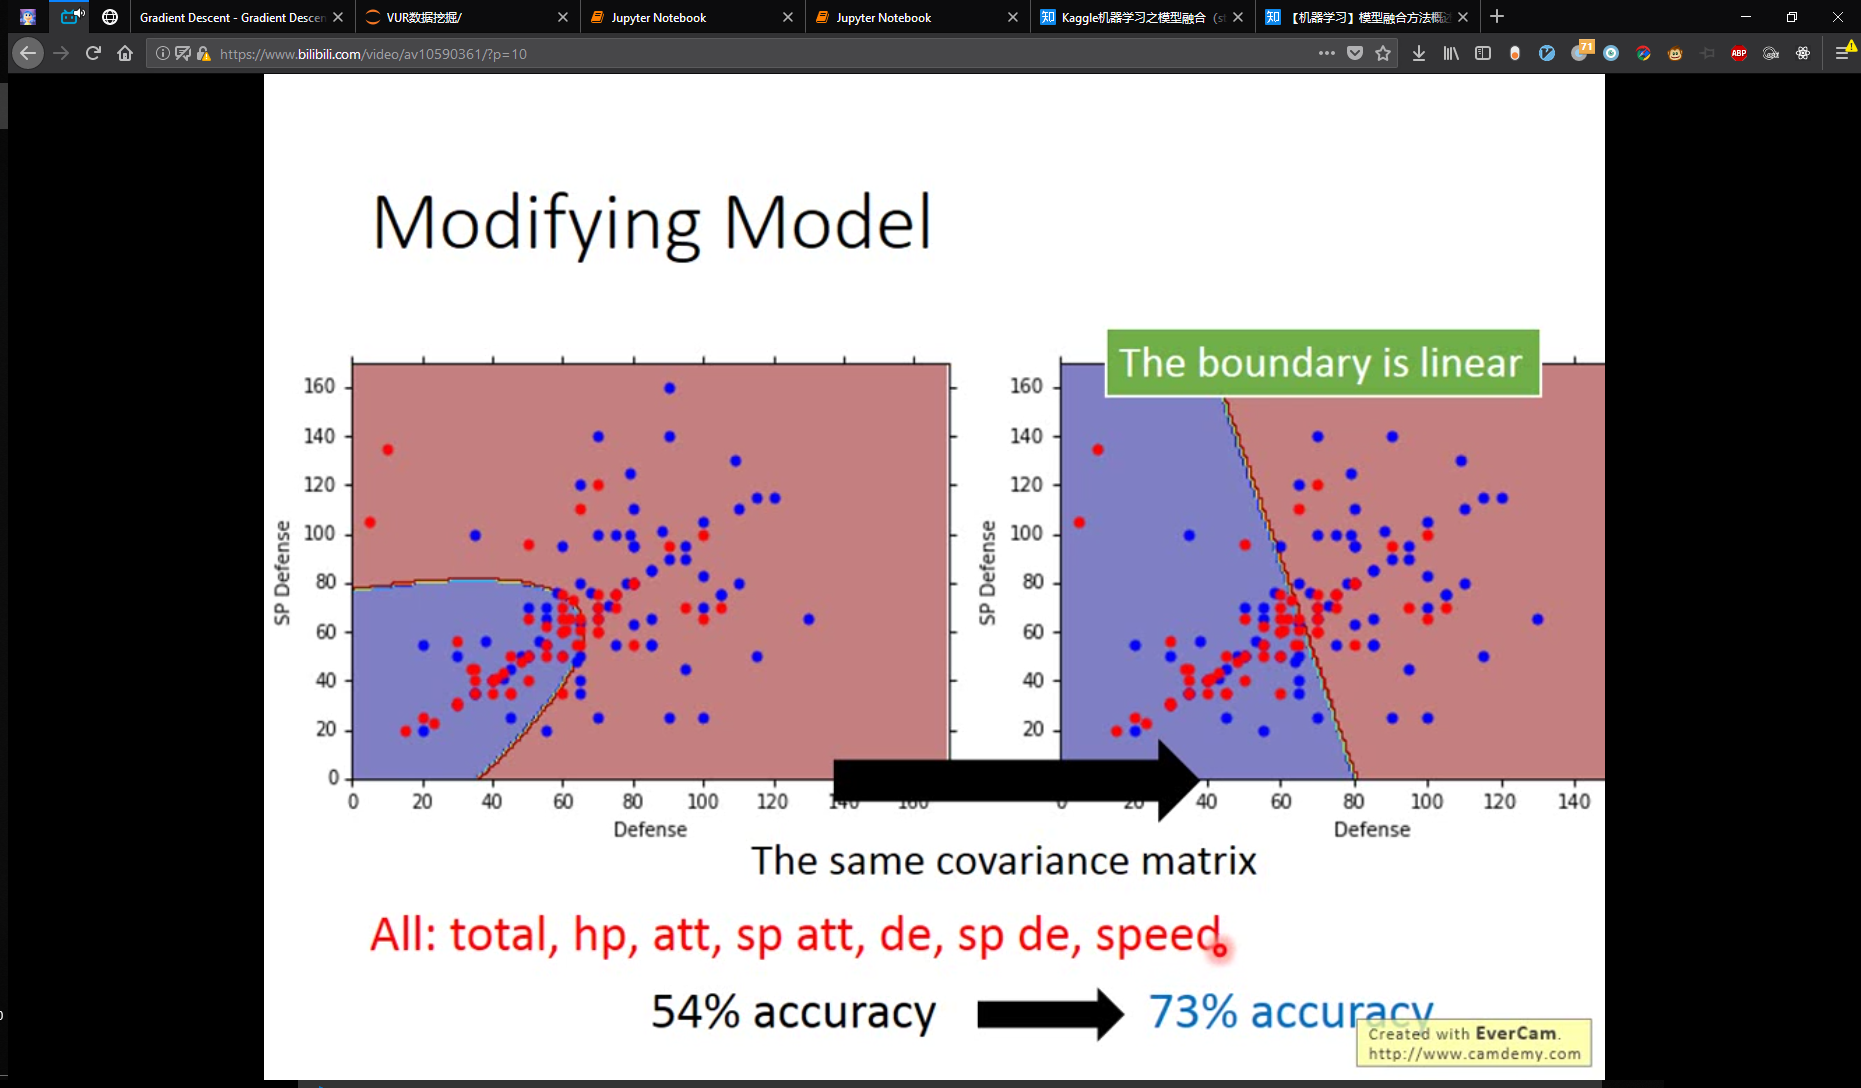 Gradient Descent - Gradient Descen
VUR数据挖掘/
Jupyter Notebook
Jupyter Notebook
知 Kaggle机器学习之模型融合（st
知 【机器学习】模型融合方法概述
https://www.bilibili.com/video/av10590361/?p=10
71
ABP
Modifying Model
The boundary is linear
160
140
120
100
80
60
40
20
0
SP Defense
0 20 40 60 80 100 120 140 160
Defense
160
140
120
100
80
60
40
20
SP Defense
0 20 40 60 80 100 120 140
Defense
The same covariance matrix
All: total, hp, att, sp att, de, sp de, speed
54% accuracy
73% accuracy
Created with EverCam.
http://www.camdemy.com